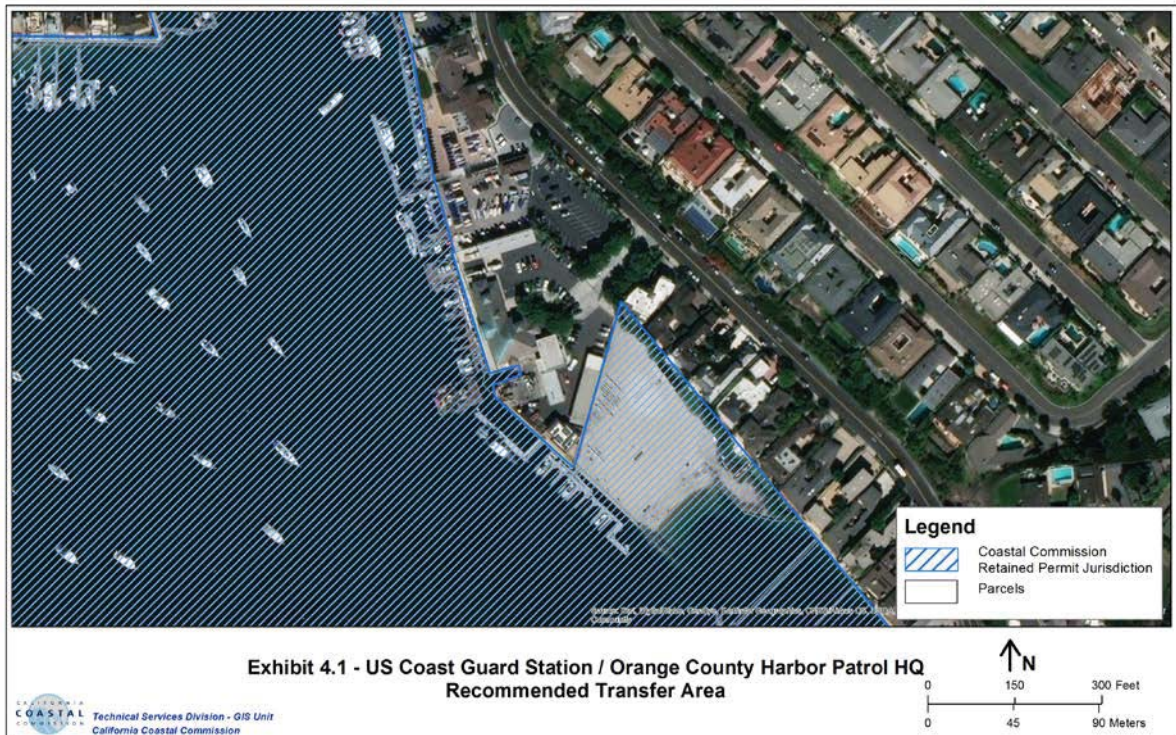 Legend
Coastal Commission
Retained Permit Jurisdiction
Parcels
Exhibit 4.1 - US Coast Guard Station / Orange County Harbor Patrol HQ
Recommended Transfer Area
N
0 150 300 Feet
0 45 90 Meters
CALIFORNIA
COASTAL
COMMISSION
Technical Services Division - GIS Unit
California Coastal Commission